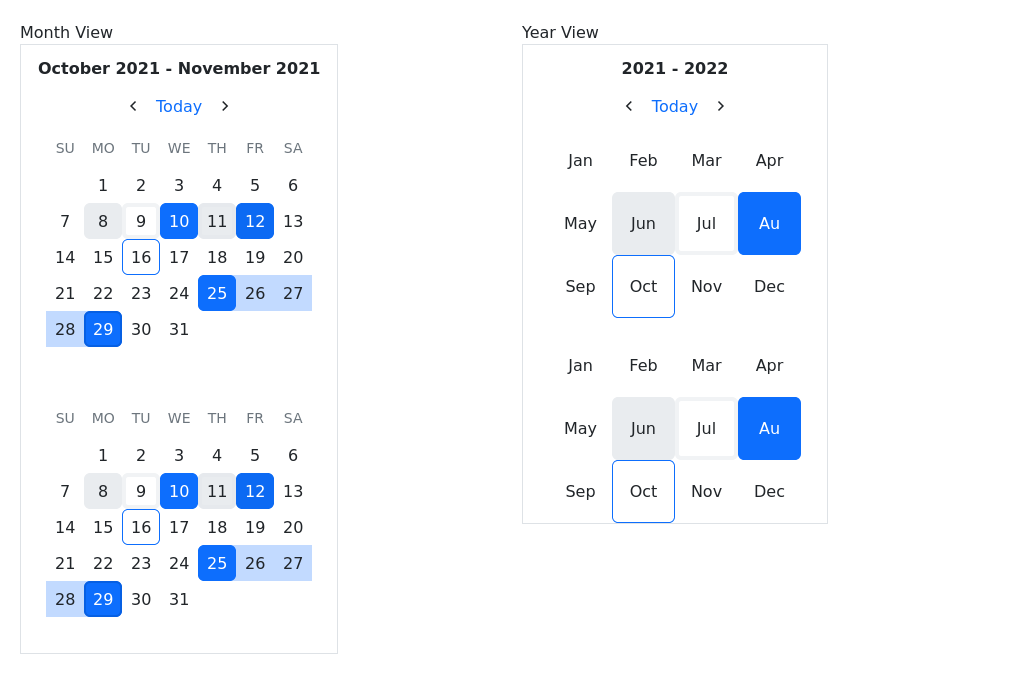 Month View
October 2021 - November 2021
Today
SU MO TU WE TH FR SA
1 2 3 4 5 6
7 8 9 10 11 12 13
14 15 16 17 18 19 20
21 22 23 24 25 26 27
28 29 30 31
SU MO TU WE TH FR SA
1 2 3 4 5 6
7 8 9 10 11 12 13
14 15 16 17 18 19 20
21 22 23 24 25 26 27
28 29 30 31
Year View
2021 - 2022
Today
Jan Feb Mar Apr
May Jun Jul Au
Sep Oct Nov Dec
Jan Feb Mar Apr
May Jun Jul Au
Sep Oct Nov Dec